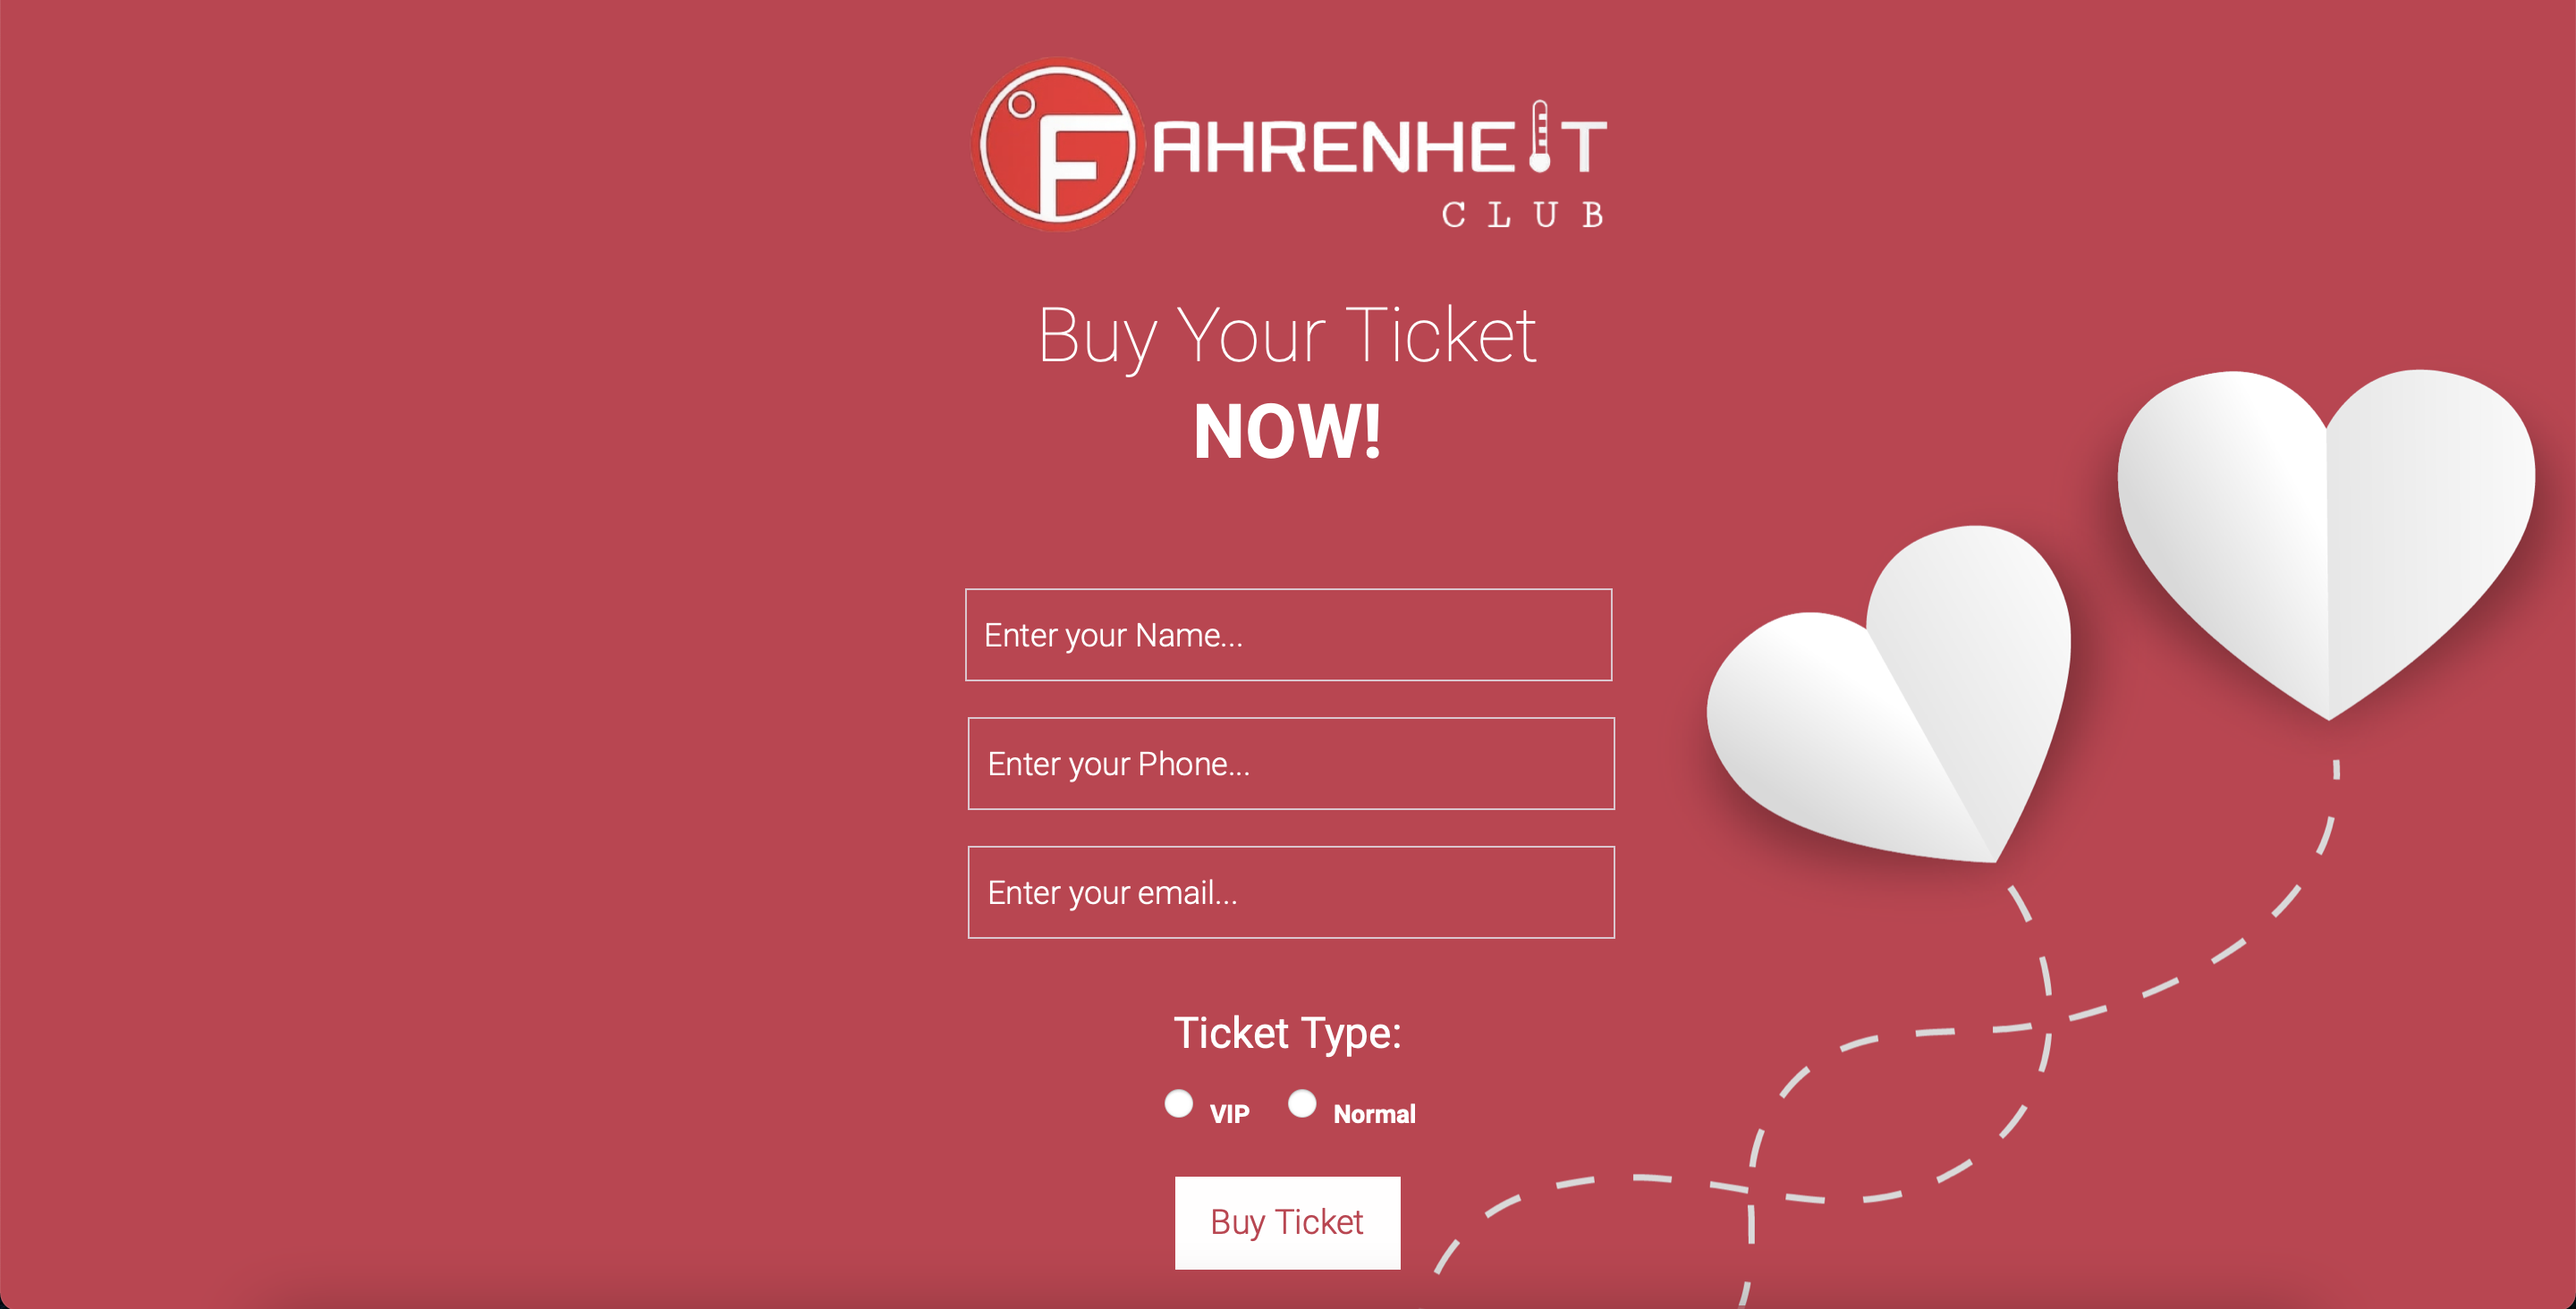 °FAHRENHEIT
CLUB
Buy Your Ticket
NOW!
Enter your Name...
Enter your Phone...
Enter your email...
Ticket Type:
VIP Normal
Buy Ticket